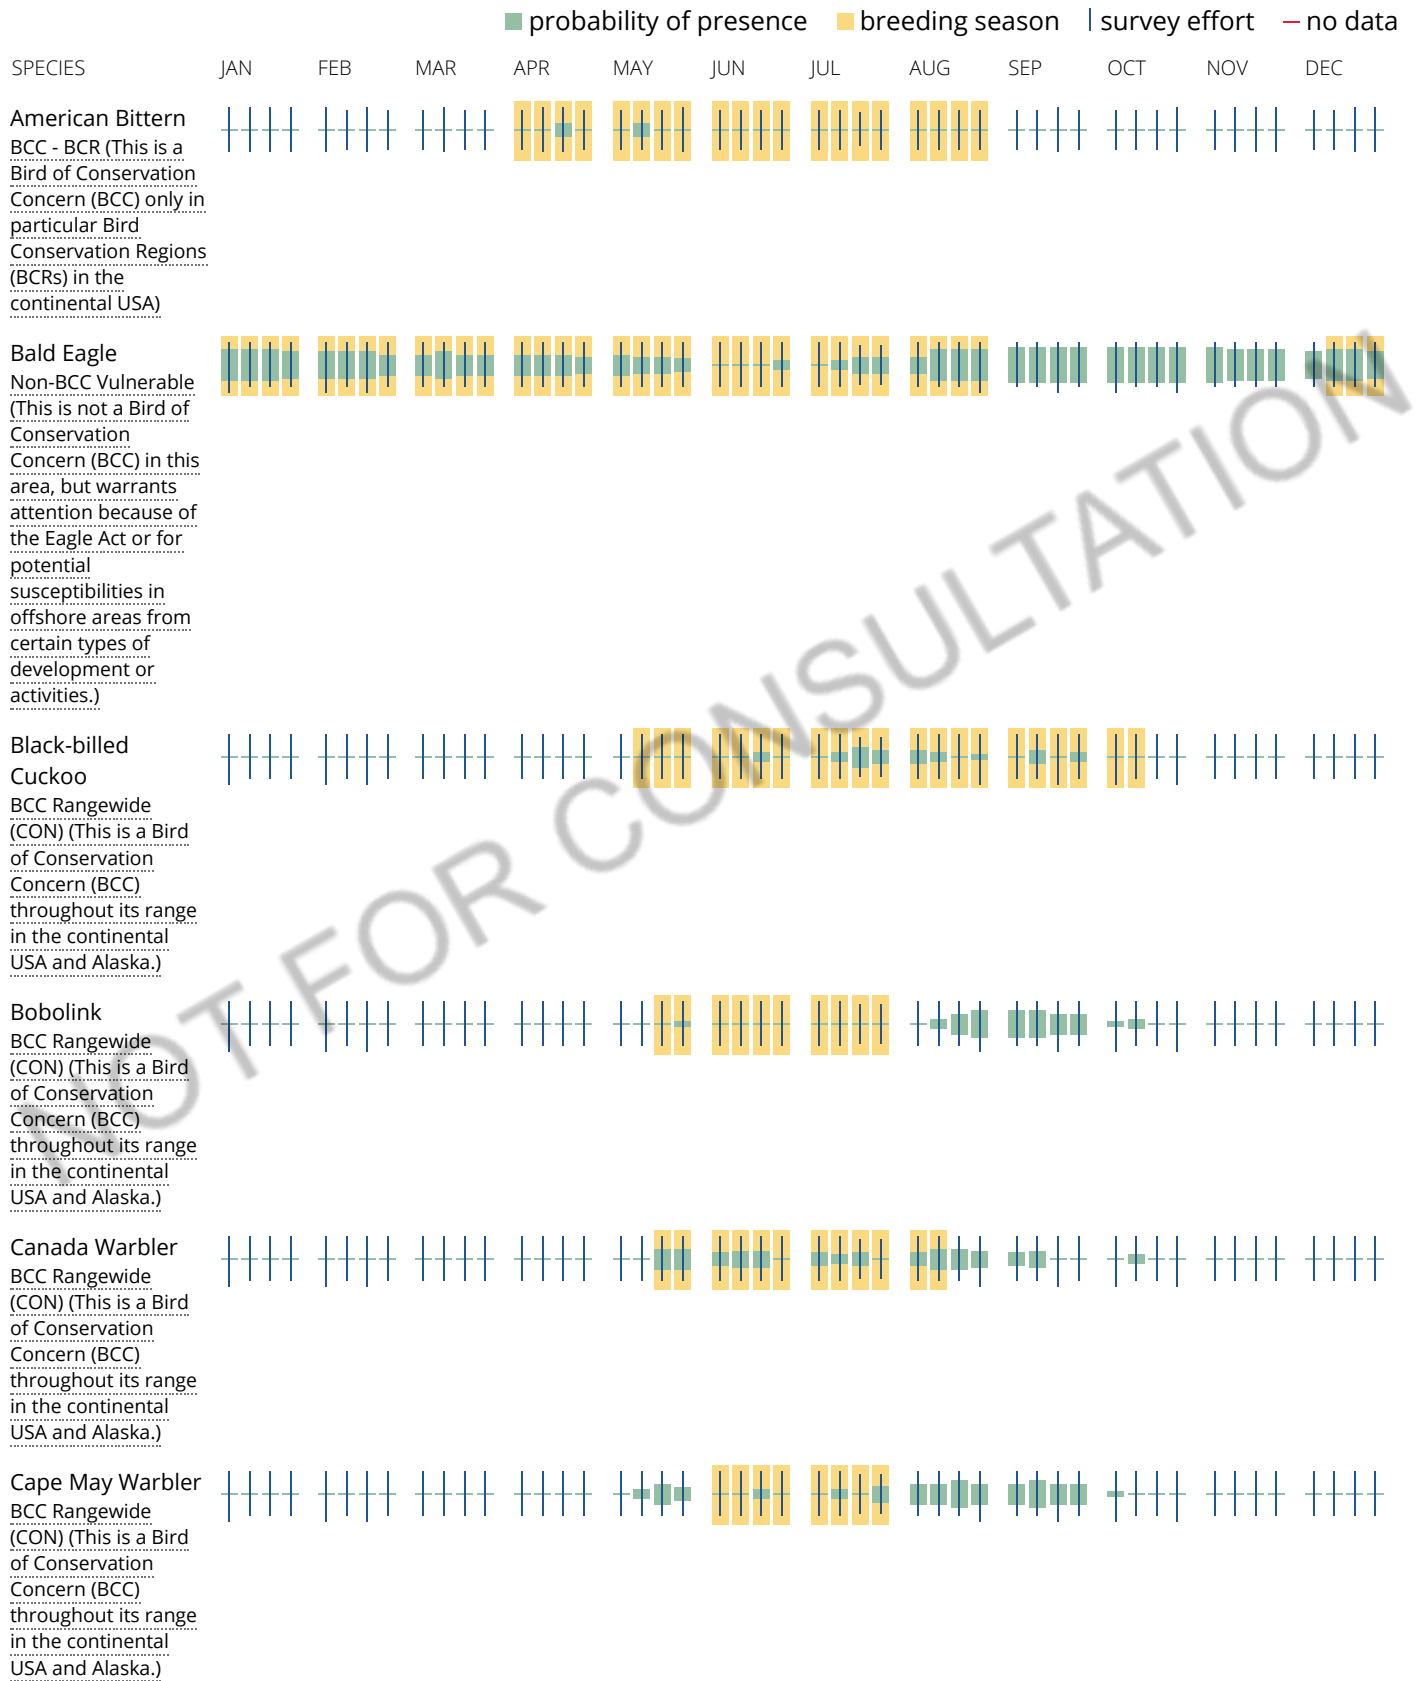 probability of presence breeding season survey effort no data
SPECIES JAN FEB MAR APR MAY JUN JUL AUG SEP OCT NOV DEC
American Bittern
BCC - BCR (This is a
Bird of Conservation
Concern (BCC) only in
particular Bird
Conservation Regions
(BCRs) in the
continental USA)
Bald Eagle
Non-BCC Vulnerable
(This is not a Bird of
Conservation
Concern (BCC) in this
area, but warrants
attention because of
the Eagle Act or for
potential
susceptibilities in
offshore areas from
certain types of
development or
activities.)
Black-billed
Cuckoo
BCC Rangewide
(CON) (This is a Bird
of Conservation
Concern (BCC)
throughout its range
in the continental
USA and Alaska.)
Bobolink
BCC Rangewide
(CON) (This is a Bird
of Conservation
Concern (BCC)
throughout its range
in the continental
USA and Alaska.)
Canada Warbler
BCC Rangewide
(CON) (This is a Bird
of Conservation
Concern (BCC)
throughout its range
in the continental
USA and Alaska.)
Cape May Warbler
BCC Rangewide
(CON) (This is a Bird
of Conservation
Concern (BCC)
throughout its range
in the continental
USA and Alaska.)
NOT FOR CONSULTATION